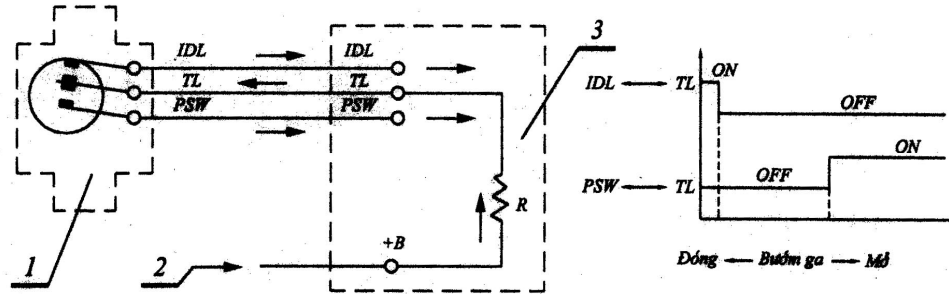 IDL IDL
TL TL
PSW PSW
+B
R
1
2
3
IDL TL ON
OFF
ON
PSW TL OFF
Đóng Bướm ga Mở